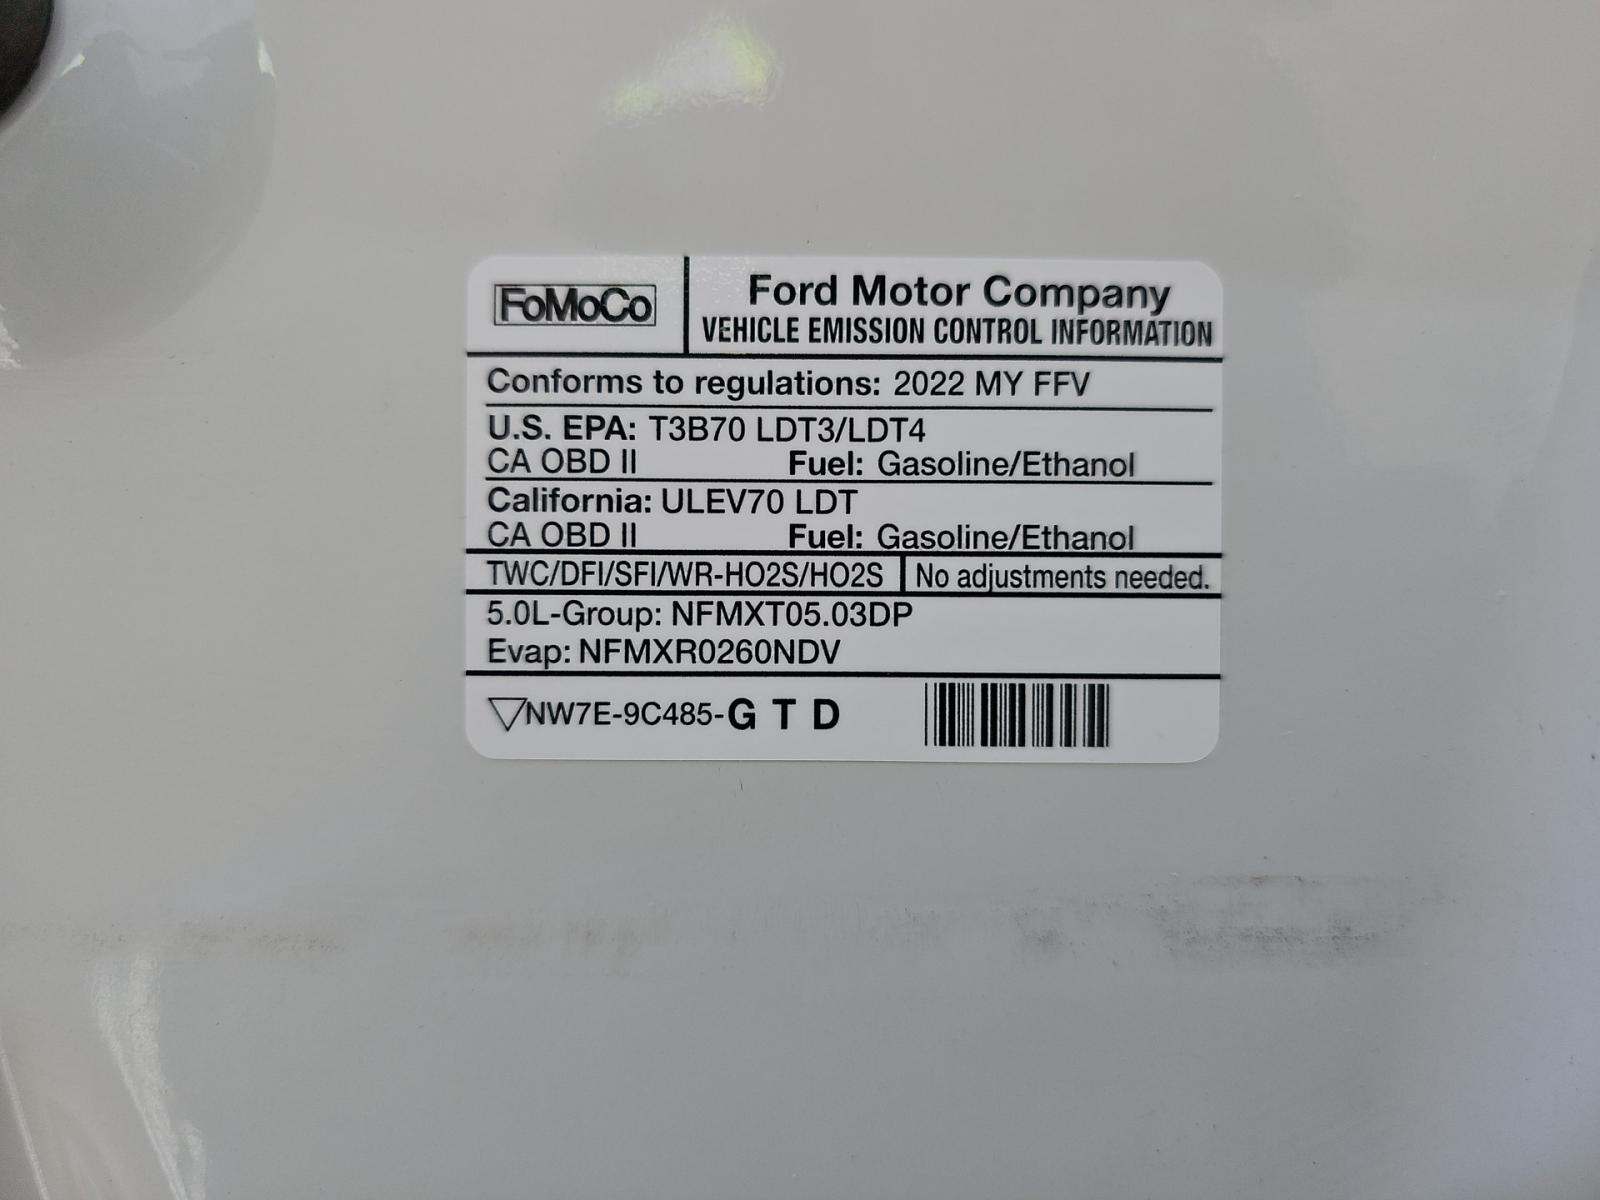 FoMoCo
Ford Motor Company
VEHICLE EMISSION CONTROL INFORMATION
Conforms to regulations: 2022 MY FFV
U.S. EPA: T3B70 LDT3/LDT4
CA OBD II Fuel: Gasoline/Ethanol
California: ULEV70 LDT
CA OBD II Fuel: Gasoline/Ethanol
TWC/DFI/SFI/WR-HO2S/HO2S No adjustments needed.
5.0L-Group: NFMXT05.03DP
Evap: NFMXR0260NDV
NW7E-9C485-G T D